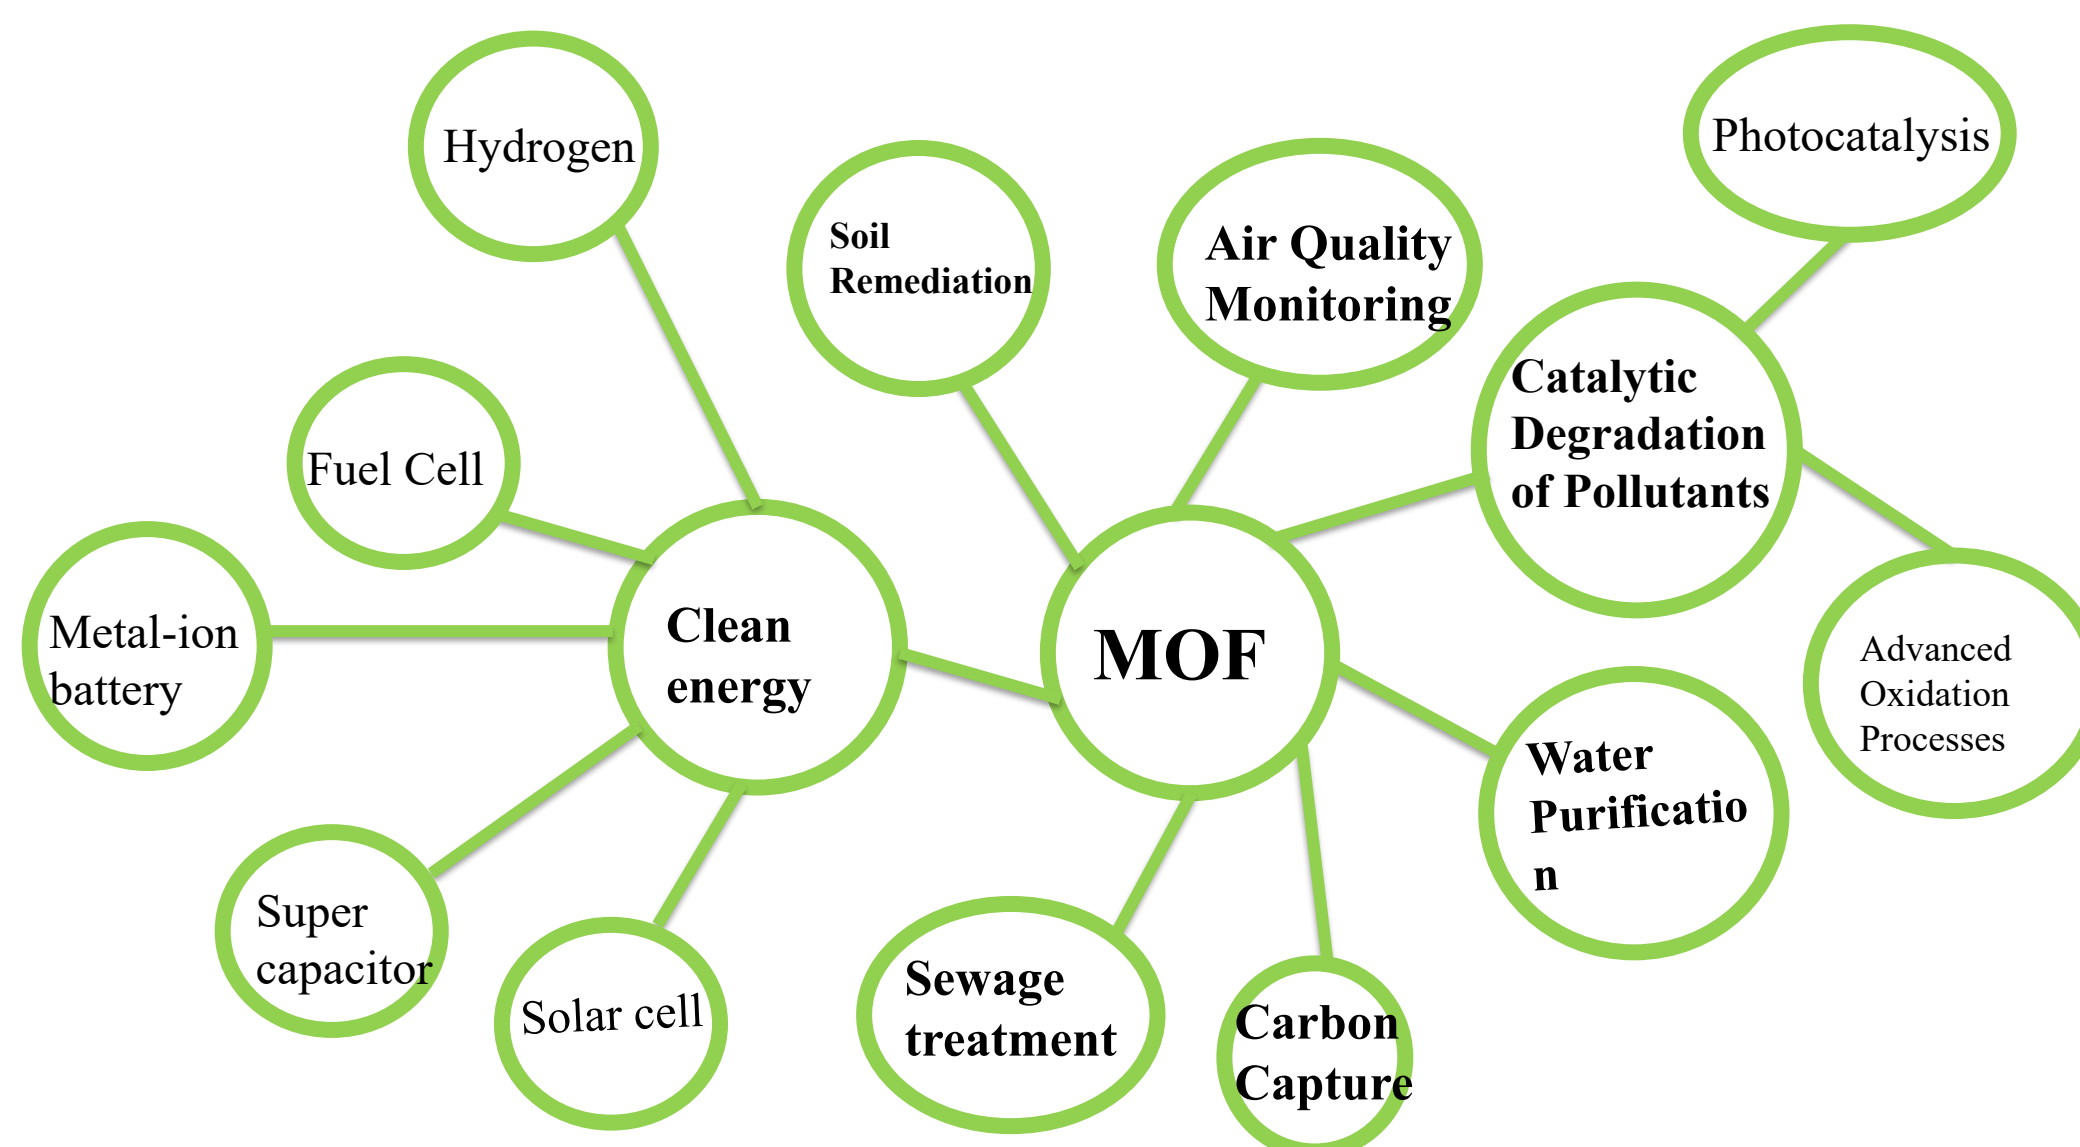 Hydrogen
Photocatalysis
Soil
Remediation
Air Quality
Monitoring
Catalytic
Degradation
of Pollutants
Fuel Cell
Metal-ion
battery
Clean
energy
MOF
Advanced
Oxidation
Processes
Water
Purificatio
n
Super
capacitor
Solar cell
Sewage
treatment
Carbon
Capture